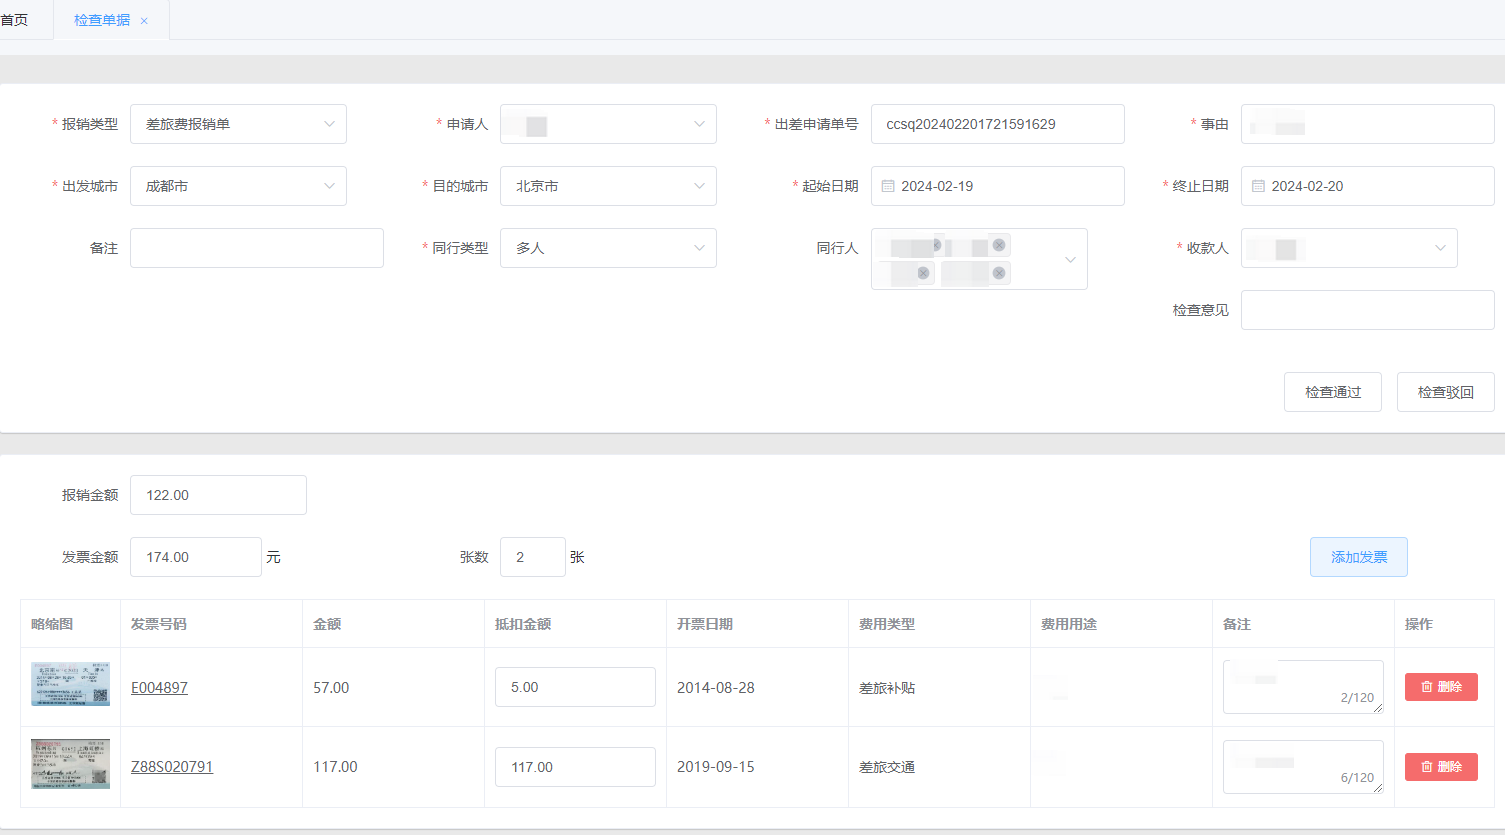 首页 检查单据 ×
* 报销类型 差旅费报销单 * 申请人 * 出差申请单号 ccsq202402201721591629 * 事由
* 出发城市 成都市 * 目的城市 北京市 * 起始日期 2024-02-19 * 终止日期 2024-02-20
备注 * 同行类型 多人 同行人 * 收款人
检查意见
检查通过 检查驳回
报销金额 122.00
发票金额 174.00 元 张数 2 张 添加发票
略缩图 发票号码 金额 抵扣金额 开票日期 费用类型 费用用途 备注 操作
E004897 57.00 5.00 2014-08-28 差旅补贴 2/120 删除
Z88S020791 117.00 117.00 2019-09-15 差旅交通 6/120 删除